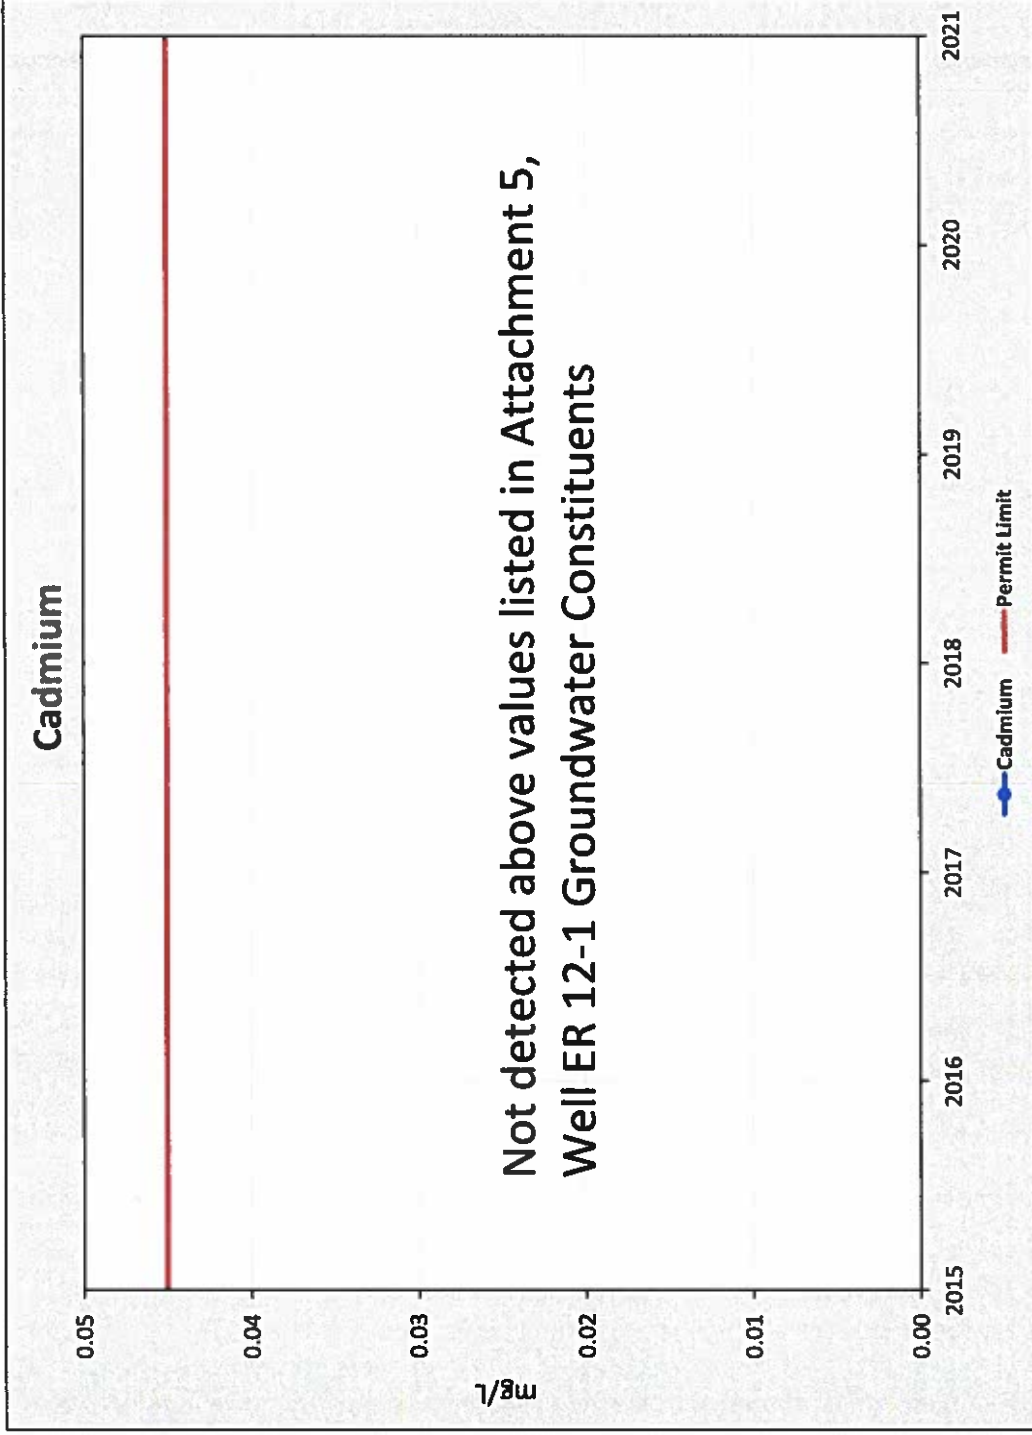 Cadmium
0.05
0.04
0.03
0.02
0.01
0.00
mg/L
Not detected above values listed in Attachment 5,
Well ER 12-1 Groundwater Constituents
2015 2016 2017 2018 2019 2020 2021
Cadmium Permit Limit